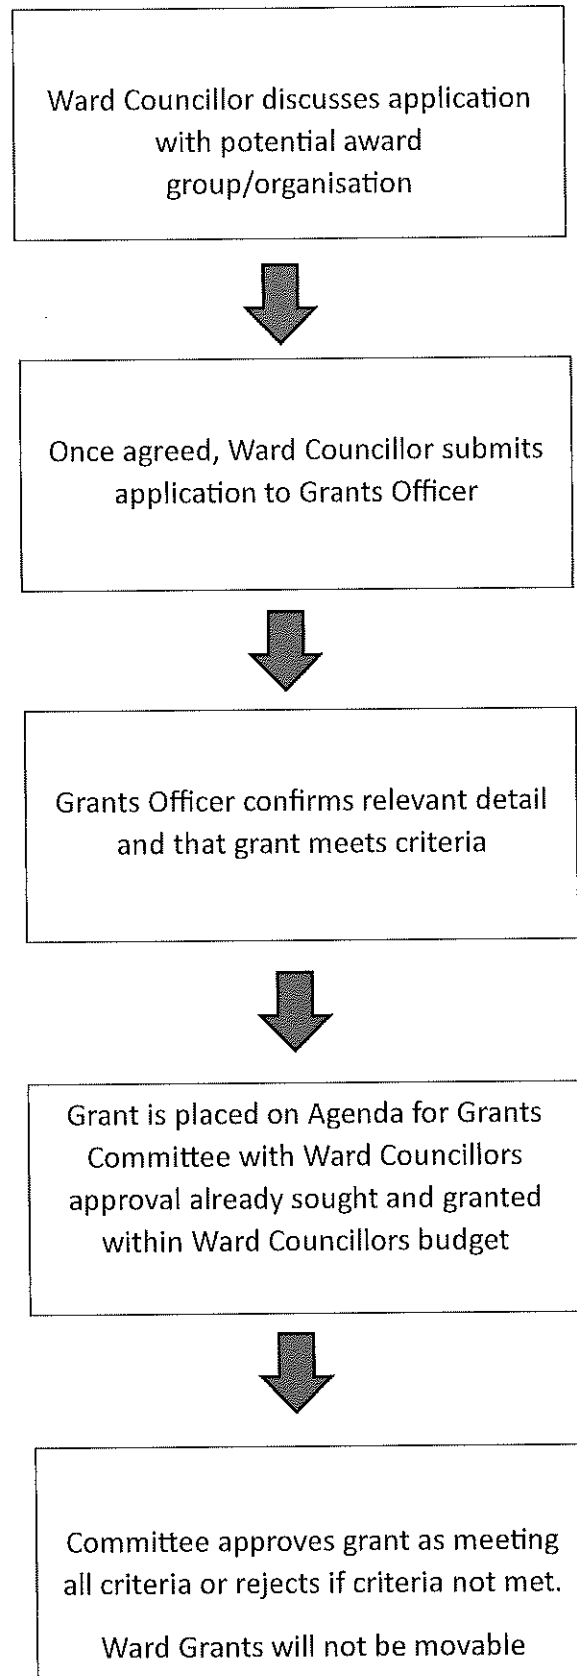 Ward Councillor discusses application
with potential award
group/organisation
Once agreed, Ward Councillor submits
application to Grants Officer
Grants Officer confirms relevant detail
and that grant meets criteria
Grant is placed on Agenda for Grants
Committee with Ward Councillors
approval already sought and granted
within Ward Councillors budget
Committee approves grant as meeting
all criteria or rejects if criteria not met.
Ward Grants will not be movable